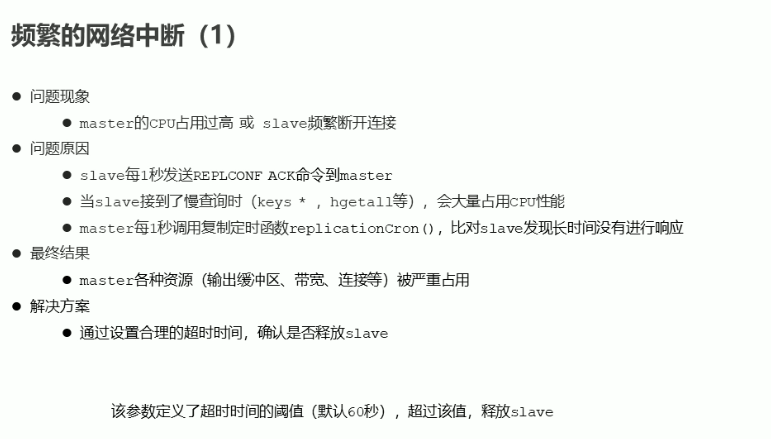 频繁的网络中断（1）
● 问题现象
● master的CPU占用过高 或 slave频繁断开连接
● 问题原因
● slave每1秒发送REPLCONF ACK命令到master
● 当slave接到了慢查询时（keys * ，hgetall等），会大量占用CPU性能
● master每1秒调用复制定时函数replicationCron()，比对slave发现长时间没有进行响应
● 最终结果
● master各种资源（输出缓冲区、带宽、连接等）被严重占用
● 解决方案
● 通过设置合理的超时时间，确认是否释放slave
该参数定义了超时时间的阈值（默认60秒），超过该值，释放slave